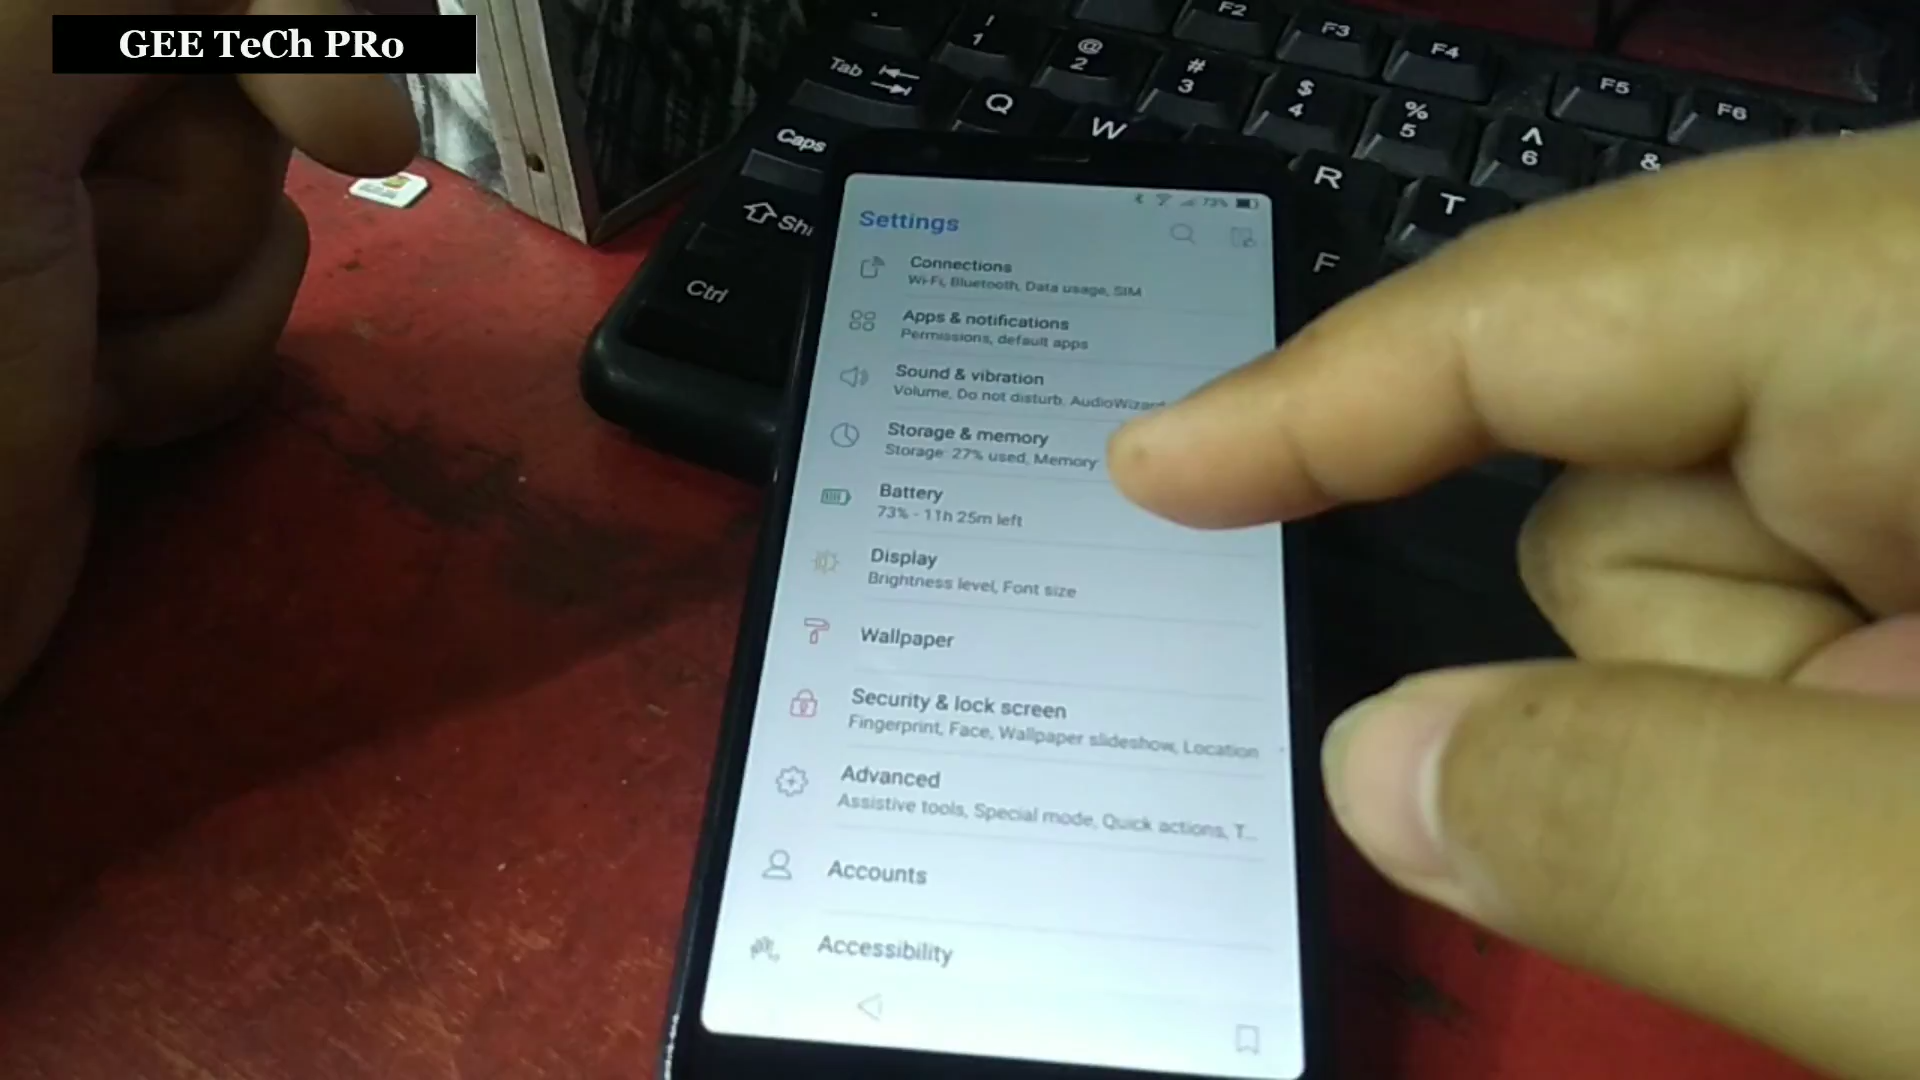 GEE TeCh PRo
F2
F3
F4
F5
F6
!
1
@
2
#
3
$
4
%
5
^
6
&
Tab
Q
W
R
T
Caps
Shi
F
Ctrl
73%
Settings
Connections
Wi-Fi, Bluetooth, Data usage, SIM
Apps & notifications
Permissions, default apps
Sound & vibration
Volume, Do not disturb, AudioWizard
Storage & memory
Storage: 27% used, Memory
Battery
73% - 11h 25m left
Display
Brightness level, Font size
Wallpaper
Security & lock screen
Fingerprint, Face, Wallpaper slideshow, Location
Advanced
Assistive tools, Special mode, Quick actions, T...
Accounts
Accessibility